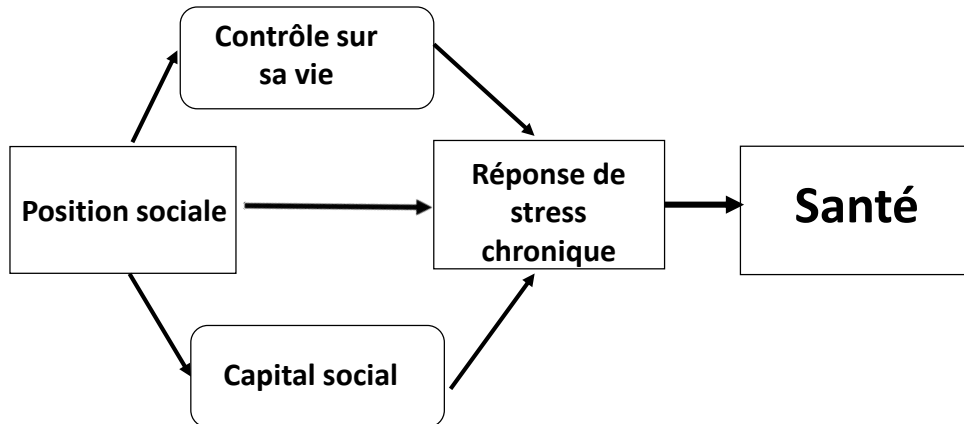 Contrôle sur
sa vie
Position sociale
Réponse de
stress
chronique
Santé
Capital social